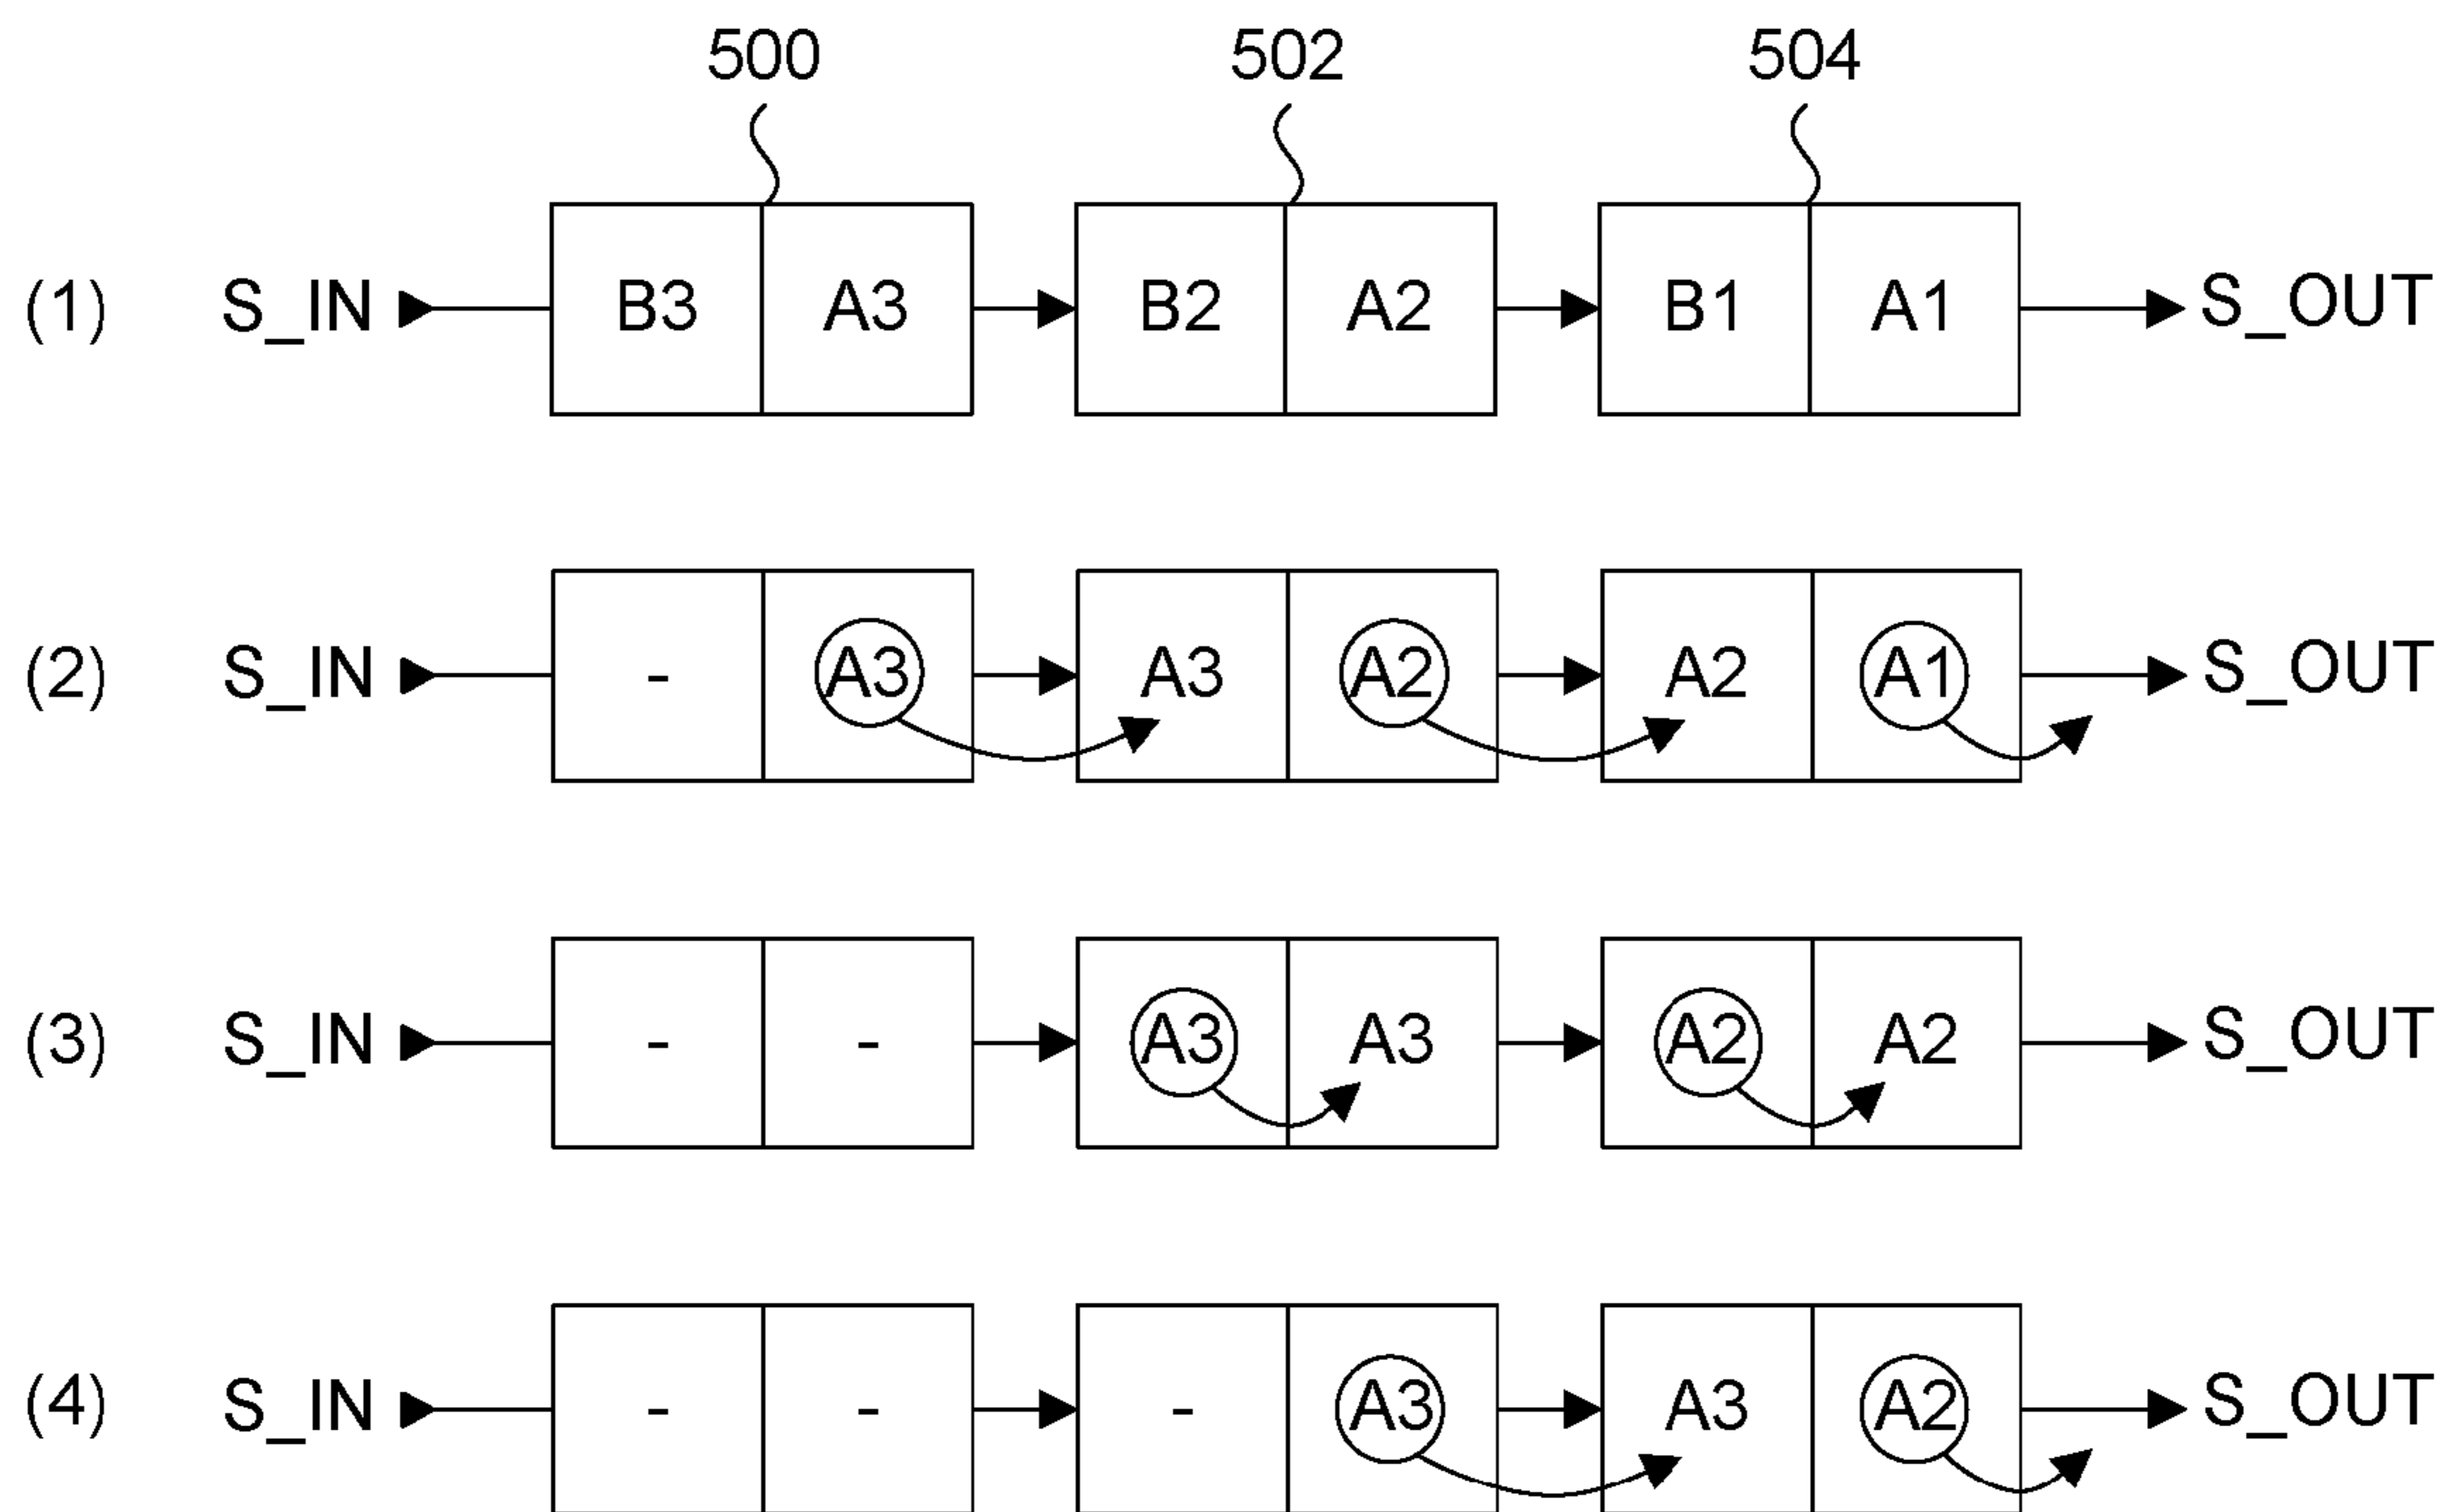 500 502 504
(1) S_IN B3 A3 B2 A2 B1 A1 S_OUT
(2) S_IN - A3 A3 A2 A2 A1 S_OUT
(3) S_IN - - A3 A3 A2 A2 S_OUT
(4) S_IN - - - A3 A3 A2 S_OUT